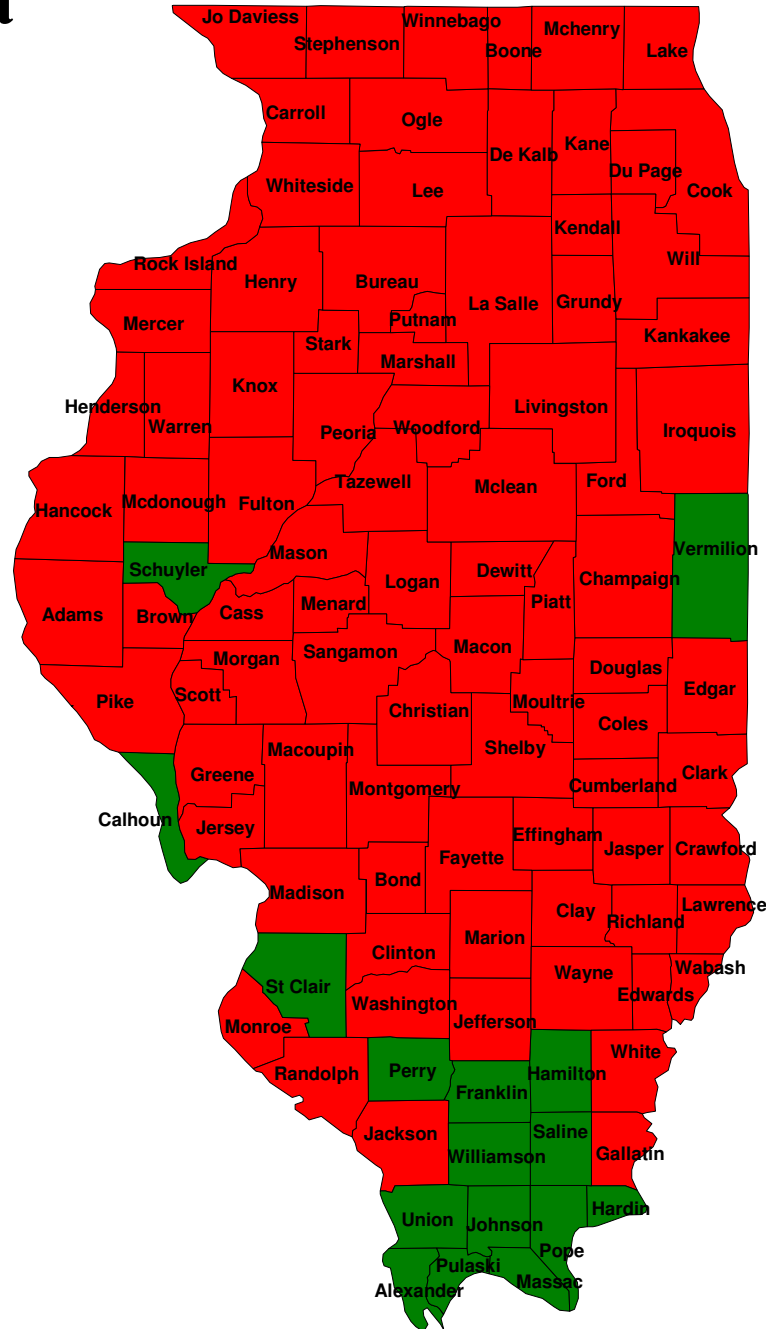 Jo Daviess
Stephenson
Winnebago
Boone
Mchenry
Lake
Carroll
Ogle
De Kalb
Kane
Du Page
Cook
Whiteside
Lee
Kendall
Will
Rock Island
Henry
Bureau
La Salle
Grundy
Mercer
Putnam
Kankakee
Stark
Marshall
Henderson
Warren
Knox
Peoria
Woodford
Livingston
Iroquois
Hancock
Mcdonough
Fulton
Tazewell
Mclean
Ford
Schuyler
Mason
Logan
Dewitt
Vermilion
Champaign
Adams
Brown
Cass
Menard
Piatt
Morgan
Sangamon
Macon
Douglas
Edgar
Pike
Scott
Christian
Moultrie
Coles
Greene
Macoupin
Shelby
Montgomery
Cumberland
Clark
Calhoun
Jersey
Fayette
Effingham
Jasper
Crawford
Madison
Bond
Clay
Richland
Lawrence
Clinton
Marion
Wayne
Wabash
St Clair
Washington
Edwards
Monroe
Jefferson
White
Randolph
Perry
Franklin
Hamilton
Jackson
Williamson
Saline
Gallatin
Union
Johnson
Hardin
Pope
Pulaski
Alexander
Massac